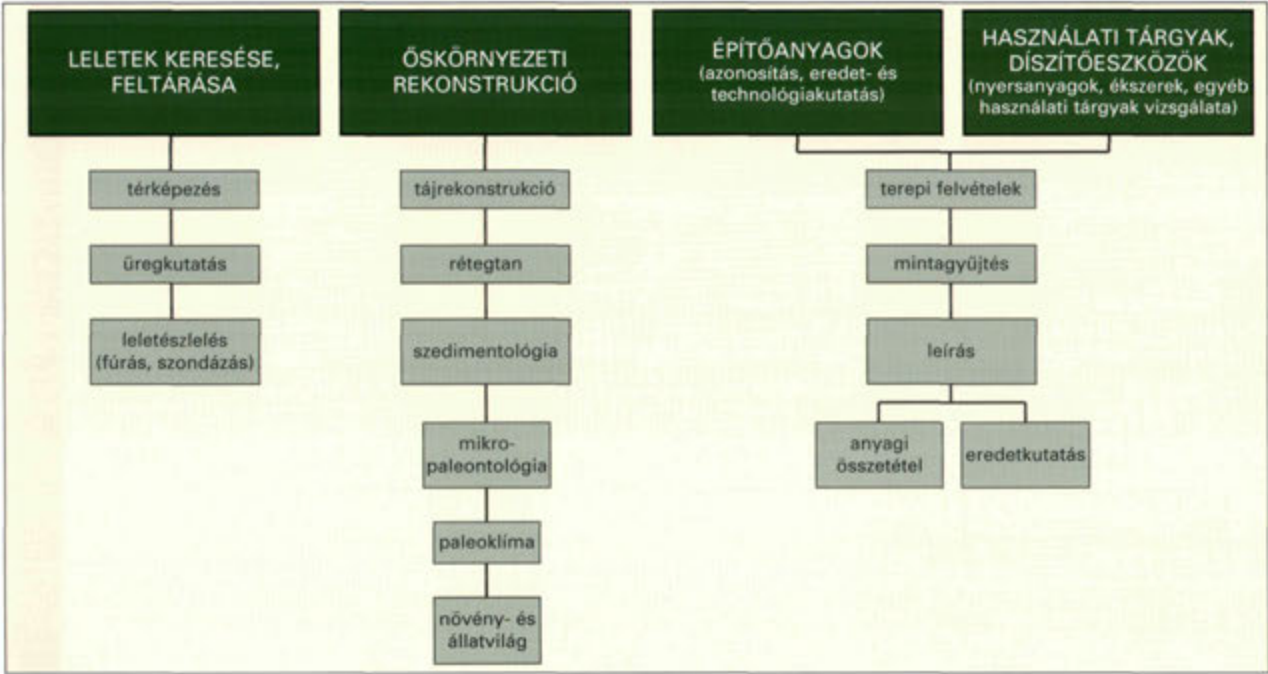 LELETEK KERESÉSE,
FELTÁRÁSA
térképezés
üregkutatás
leletészlelés
(fúrás, szondázás)
ŐSKÖRNYEZETI
REKONSTRUKCIÓ
tájrekonstrukció
rétegtan
szedimentológia
mikro-
paleontológia
paleoklíma
növény- és
állatvilág
ÉPÍTŐANYAGOK
(azonosítás, eredet- és
technológiakutatás)
HASZNÁLATI TÁRGYAK,
DÍSZÍTŐESZKÖZÖK
(nyersanyagok, ékszerek, egyéb
használati tárgyak vizsgálata)
terepi felvételek
mintagyűjtés
leírás
anyagi
összetétel
eredetkutatás